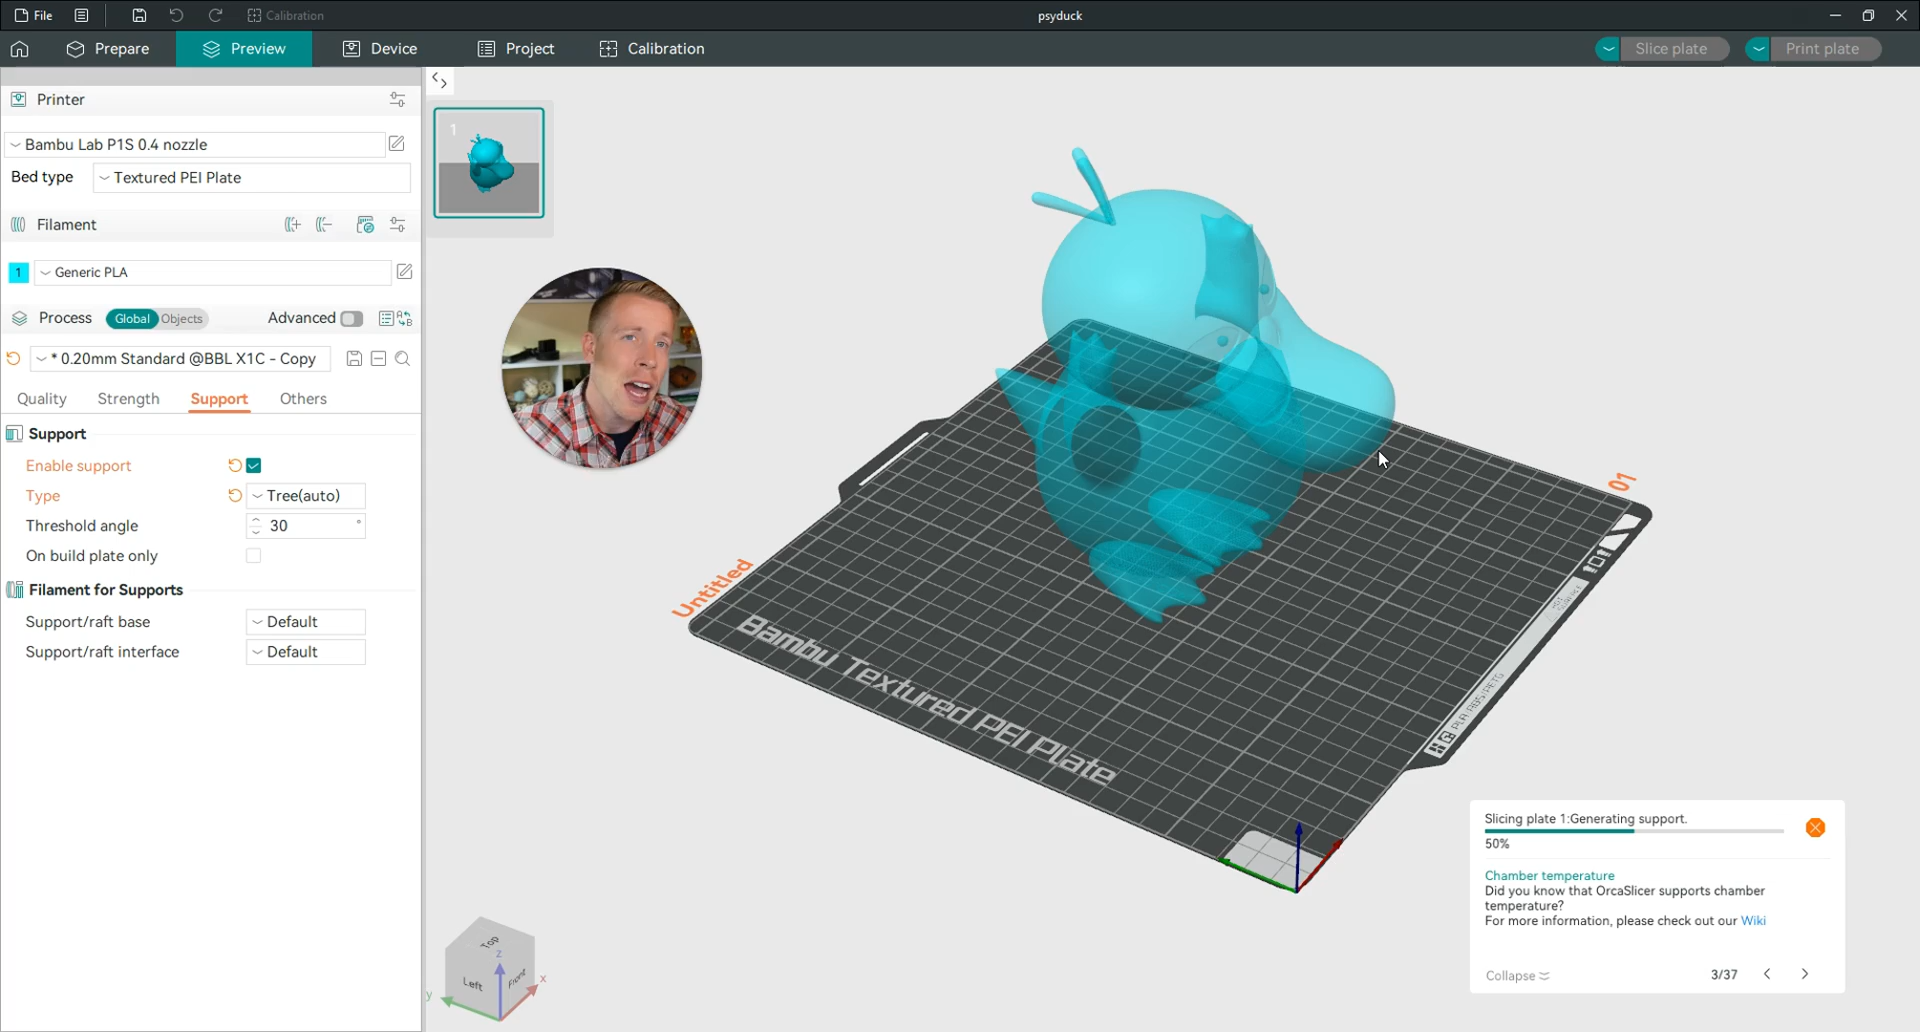 File
Calibration
psyduck
Prepare
Preview
Device
Project
Calibration
Slice plate
Print plate
Printer
Bambu Lab P1S 0.4 nozzle
Bed type
Textured PEI Plate
Filament
1
Generic PLA
Process
Global
Objects
Advanced
* 0.20mm Standard @BBL X1C - Copy
Quality
Strength
Support
Others
Support
Enable support
Type
Tree(auto)
Threshold angle
30 °
On build plate only
Filament for Supports
Support/raft base
Default
Support/raft interface
Default
1
01
Untitled
Bambu Textured PEI Plate
PLA/ABS/PETG
Slicing plate 1:Generating support.
50%
Chamber temperature
Did you know that OrcaSlicer supports chamber
temperature?
For more information, please check out our Wiki
Collapse
3/37
Top
Left
Front
z
x
y